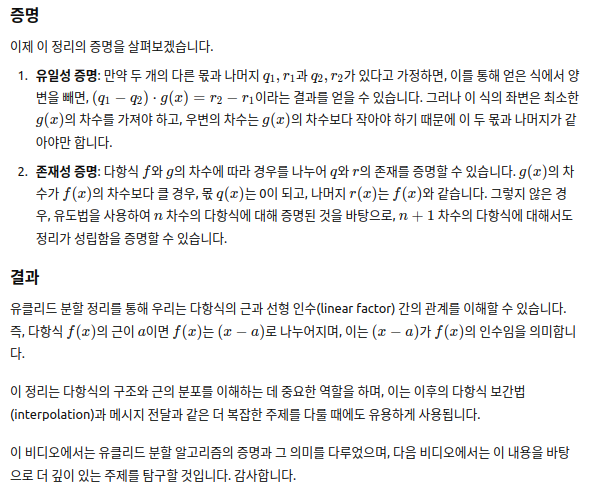 증명
이제 이 정리의 증명을 살펴보겠습니다.
1. 유일성 증명: 만약 두 개의 다른 몫과 나머지 q₁, r₁과 q₂, r₂가 있다고 가정하면, 이를 통해 얻은 식에서 양
변을 빼면, (q₁ − q₂) · g(x) = r₂ − r₁이라는 결과를 얻을 수 있습니다. 그러나 이 식의 좌변은 최소한
g(x)의 차수를 가져야 하고, 우변의 차수는 g(x)의 차수보다 작아야 하기 때문에 이 두 몫과 나머지가 같
아야만 합니다.
2. 존재성 증명: 다항식 f와 g의 차수에 따라 경우를 나누어 q와 r의 존재를 증명할 수 있습니다. g(x)의 차
수가 f(x)의 차수보다 클 경우, 몫 q(x)는 0이 되고, 나머지 r(x)는 f(x)와 같습니다. 그렇지 않은 경
우, 유도법을 사용하여 n 차수의 다항식에 대해 증명된 것을 바탕으로, n + 1 차수의 다항식에 대해서도
정리가 성립함을 증명할 수 있습니다.
결과
유클리드 분할 정리를 통해 우리는 다항식의 근과 선형 인수(linear factor) 간의 관계를 이해할 수 있습니다.
즉, 다항식 f(x)의 근이 a이면 f(x)는 (x − a)로 나누어지며, 이는 (x − a)가 f(x)의 인수임을 의미합니
다.
이 정리는 다항식의 구조와 근의 분포를 이해하는 데 중요한 역할을 하며, 이는 이후의 다항식 보간법
(interpolation)과 메시지 전달과 같은 더 복잡한 주제를 다룰 때에도 유용하게 사용됩니다.
이 비디오에서는 유클리드 분할 알고리즘의 증명과 그 의미를 다루었으며, 다음 비디오에서는 이 내용을 바탕
으로 더 깊이 있는 주제를 탐구할 것입니다. 감사합니다.